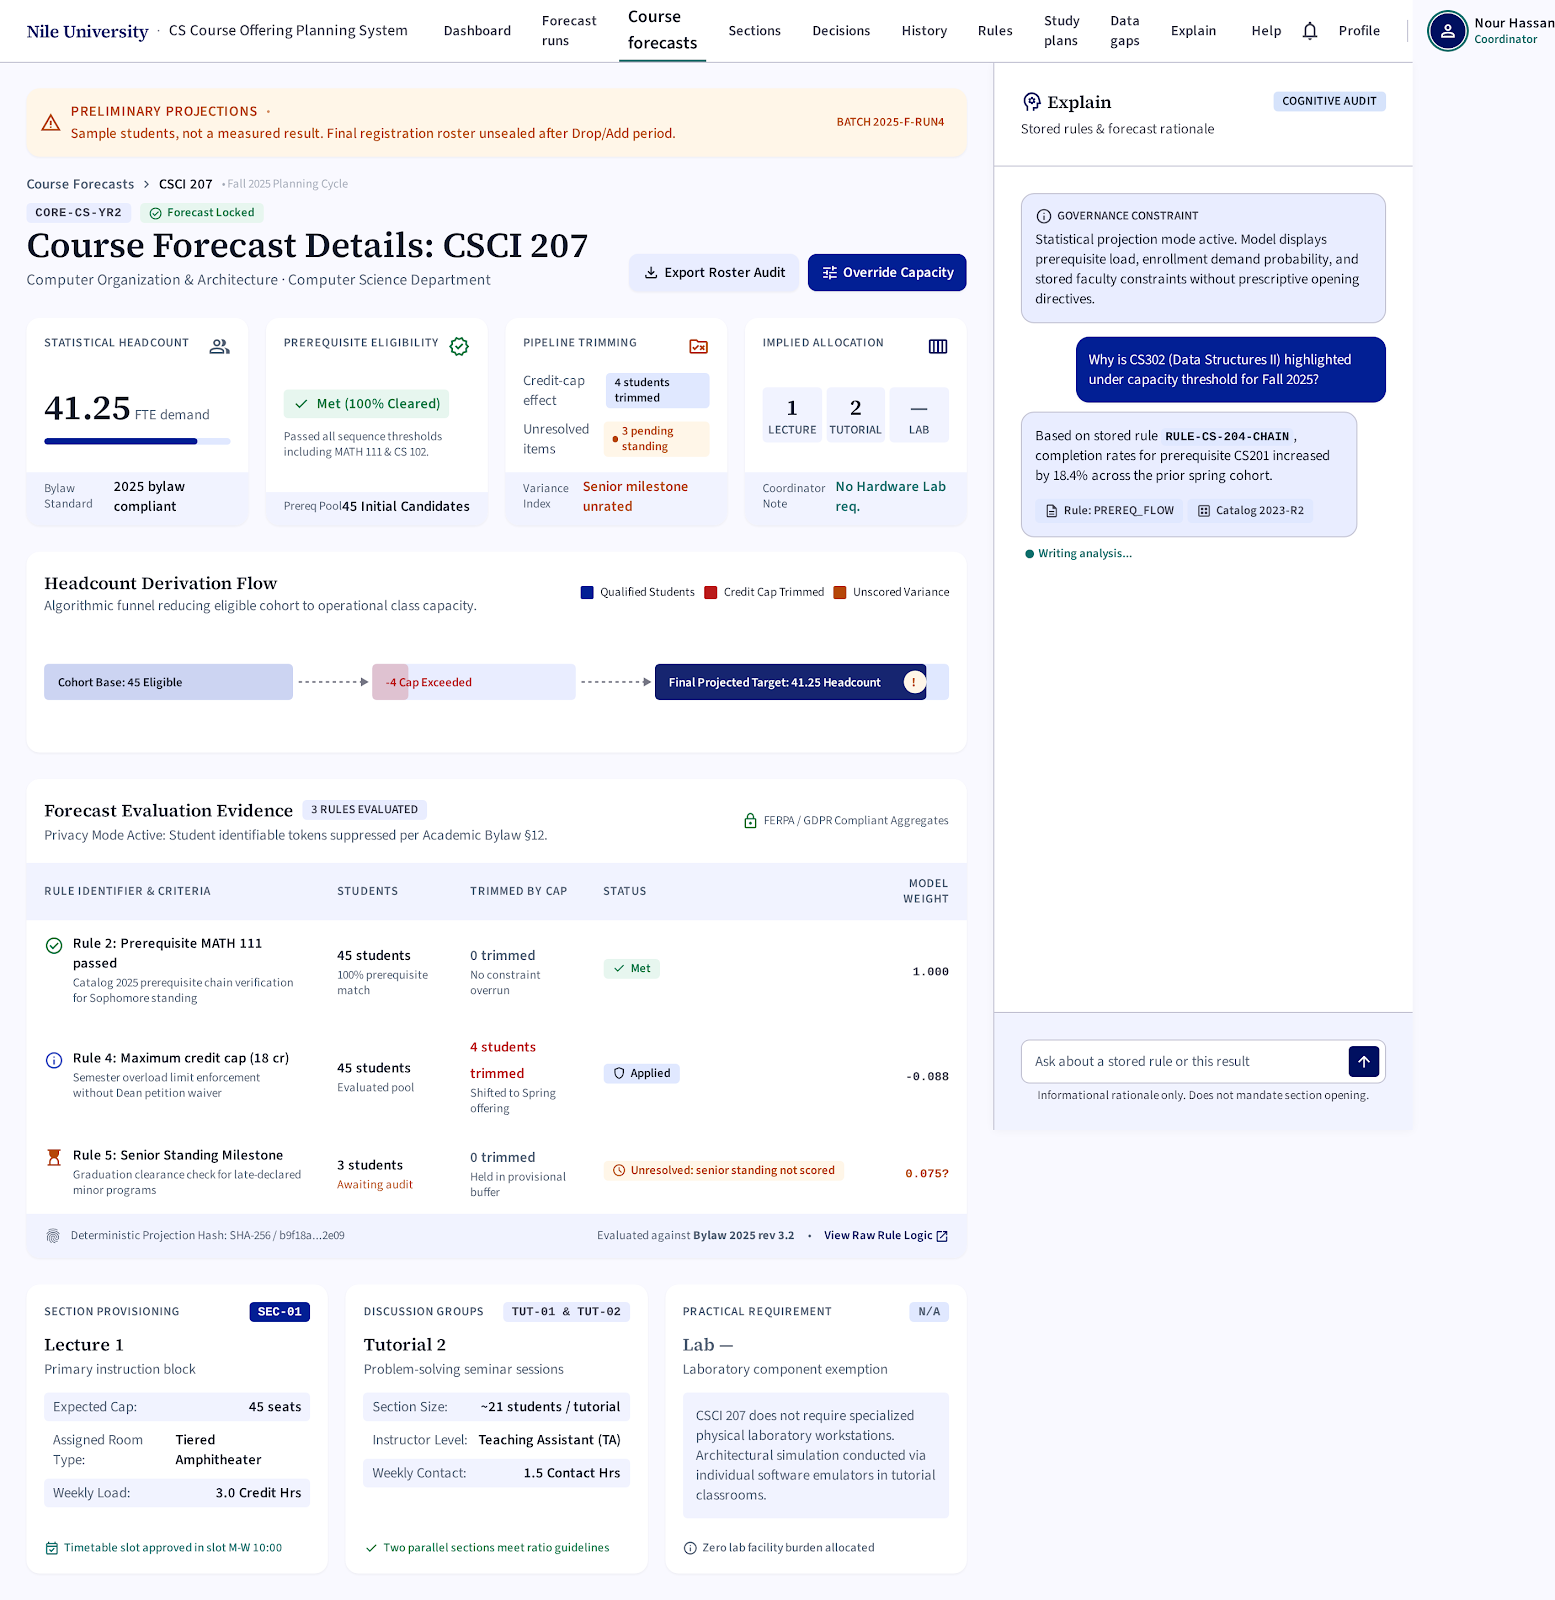 Nile University · CS Course Offering Planning System
Dashboard
Forecast runs
Course forecasts
Sections
Decisions
History
Rules
Study plans
Data gaps
Explain
Help
Profile
Nour Hassan
Coordinator
PRELIMINARY PROJECTIONS •
Sample students, not a measured result. Final registration roster unsealed after Drop/Add period.
BATCH 2025-F-RUN4
Course Forecasts > CSCI 207 • Fall 2025 Planning Cycle
CORE-CS-YR2 Forecast Locked
Course Forecast Details: CSCI 207
Computer Organization & Architecture · Computer Science Department
Export Roster Audit
Override Capacity
STATISTICAL HEADCOUNT
41.25 FTE demand
Bylaw Standard
2025 bylaw compliant
PREREQUISITE ELIGIBILITY
Met (100% Cleared)
Passed all sequence thresholds
including MATH 111 & CS 102.
Prereq Pool 45 Initial Candidates
PIPELINE TRIMMING
Credit-cap effect
4 students trimmed
Unresolved items
3 pending standing
Variance Index
Senior milestone unrated
IMPLIED ALLOCATION
1 LECTURE
2 TUTORIAL
— LAB
Coordinator Note
No Hardware Lab req.
Headcount Derivation Flow
Algorithmic funnel reducing eligible cohort to operational class capacity.
Qualified Students
Credit Cap Trimmed
Unscored Variance
Cohort Base: 45 Eligible
-4 Cap Exceeded
Final Projected Target: 41.25 Headcount !
Forecast Evaluation Evidence 3 RULES EVALUATED
Privacy Mode Active: Student identifiable tokens suppressed per Academic Bylaw §12.
FERPA / GDPR Compliant Aggregates
RULE IDENTIFIER & CRITERIA STUDENTS TRIMMED BY CAP STATUS MODEL WEIGHT
Rule 2: Prerequisite MATH 111 passed
Catalog 2025 prerequisite chain verification
for Sophomore standing
45 students
100% prerequisite match
0 trimmed
No constraint overrun
Met
1.000
Rule 4: Maximum credit cap (18 cr)
Semester overload limit enforcement
without Dean petition waiver
45 students
Evaluated pool
4 students trimmed
Shifted to Spring offering
Applied
-0.088
Rule 5: Senior Standing Milestone
Graduation clearance check for late-declared
minor programs
3 students
Awaiting audit
0 trimmed
Held in provisional buffer
Unresolved: senior standing not scored
0.075?
Deterministic Projection Hash: SHA-256 / b9f18a...2e09
Evaluated against Bylaw 2025 rev 3.2 • View Raw Rule Logic
SECTION PROVISIONING SEC-01
Lecture 1
Primary instruction block
Expected Cap: 45 seats
Assigned Room Type: Tiered Amphitheater
Weekly Load: 3.0 Credit Hrs
Timetable slot approved in slot M-W 10:00
DISCUSSION GROUPS TUT-01 & TUT-02
Tutorial 2
Problem-solving seminar sessions
Section Size: ~21 students / tutorial
Instructor Level: Teaching Assistant (TA)
Weekly Contact: 1.5 Contact Hrs
Two parallel sections meet ratio guidelines
PRACTICAL REQUIREMENT N/A
Lab —
Laboratory component exemption
CSCI 207 does not require specialized
physical laboratory workstations.
Architectural simulation conducted via
individual software emulators in tutorial
classrooms.
Zero lab facility burden allocated
Explain
COGNITIVE AUDIT
Stored rules & forecast rationale
GOVERNANCE CONSTRAINT
Statistical projection mode active. Model displays
prerequisite load, enrollment demand probability, and
stored faculty constraints without prescriptive opening
directives.
Why is CS302 (Data Structures II) highlighted
under capacity threshold for Fall 2025?
Based on stored rule RULE-CS-204-CHAIN ,
completion rates for prerequisite CS201 increased
by 18.4% across the prior spring cohort.
Rule: PREREQ_FLOW
Catalog 2023-R2
Writing analysis...
Ask about a stored rule or this result
Informational rationale only. Does not mandate section opening.